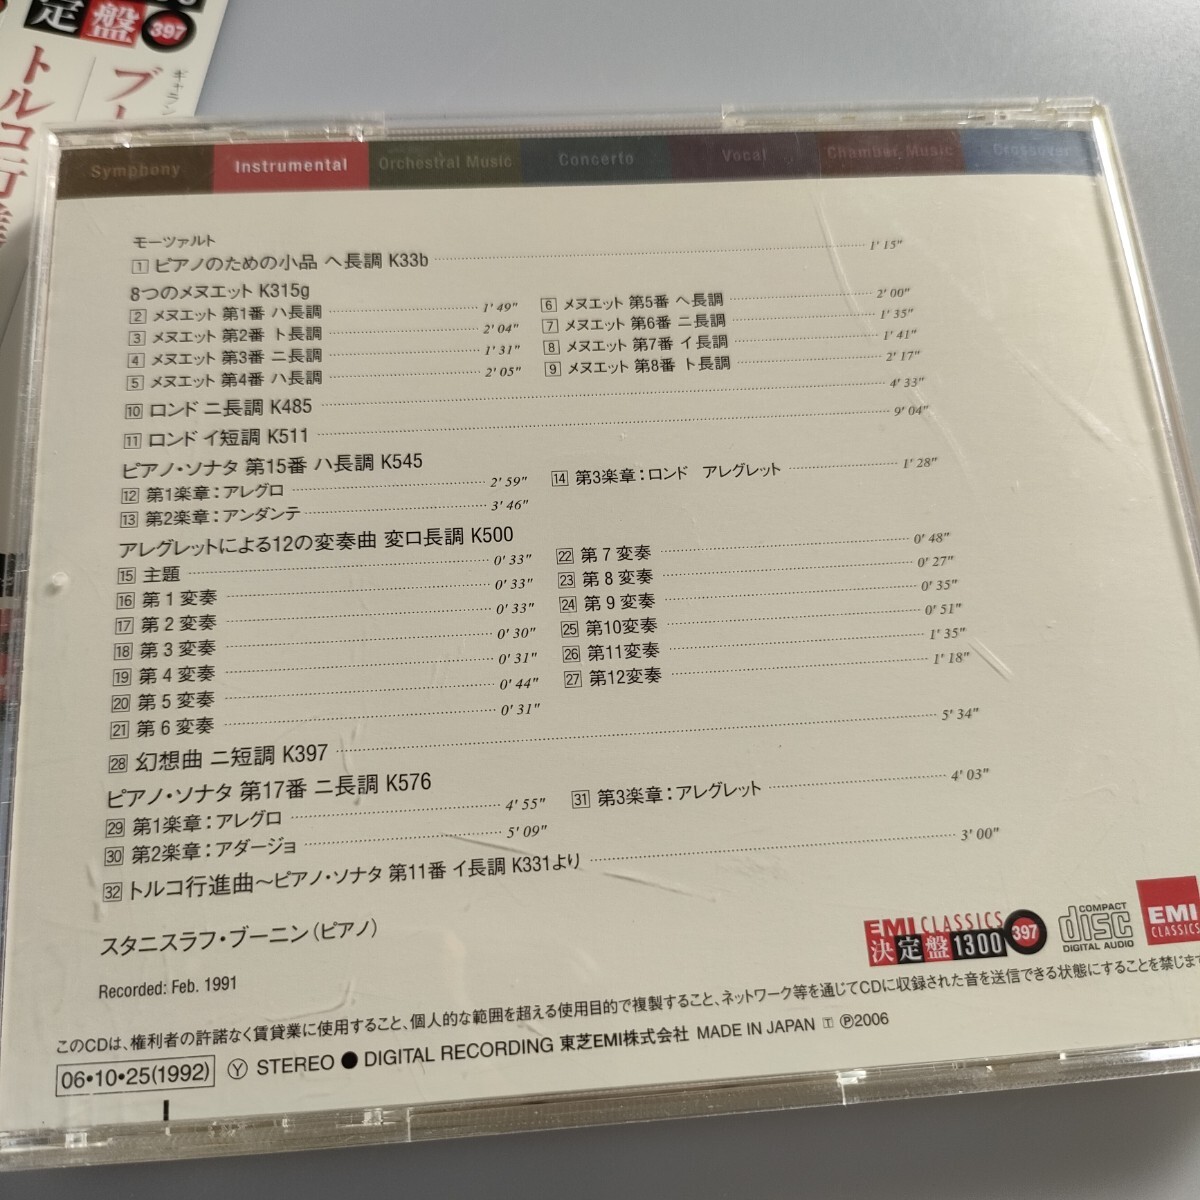 定盤 397
トルコ行進
ブー
Symphony Instrumental Orchestral Music Concerto Vocal Chamber Music Crossover
モーツァルト
1 ピアノのための小品 ヘ長調 K33b 1' 15"
8つのメヌエット K315g
2 メヌエット 第1番 ハ長調 1' 49"
3 メヌエット 第2番 ト長調 2' 04"
4 メヌエット 第3番 ニ長調 1' 31"
5 メヌエット 第4番 ハ長調 2' 05"
6 メヌエット 第5番 ヘ長調 2' 00"
7 メヌエット 第6番 ニ長調 1' 35"
8 メヌエット 第7番 イ長調 1' 41"
9 メヌエット 第8番 ト長調 2' 17"
10 ロンド ニ長調 K485 4' 33"
11 ロンド イ短調 K511 9' 04"
ピアノ・ソナタ 第15番 ハ長調 K545
12 第1楽章：アレグロ 2' 59"
13 第2楽章：アンダンテ 3' 46"
14 第3楽章：ロンド アレグレット 1' 28"
アレグレットによる12の変奏曲 変ロ長調 K500
15 主題 0' 33"
16 第1変奏 0' 33"
17 第2変奏 0' 33"
18 第3変奏 0' 30"
19 第4変奏 0' 31"
20 第5変奏 0' 44"
21 第6変奏 0' 31"
22 第7変奏 0' 48"
23 第8変奏 0' 27"
24 第9変奏 0' 35"
25 第10変奏 0' 51"
26 第11変奏 1' 35"
27 第12変奏 1' 18"
28 幻想曲 ニ短調 K397 5' 34"
ピアノ・ソナタ 第17番 ニ長調 K576
29 第1楽章：アレグロ 4' 55"
30 第2楽章：アダージョ 5' 09"
31 第3楽章：アレグレット 4' 03"
32 トルコ行進曲～ピアノ・ソナタ 第11番 イ長調 K331より 3' 00"
スタニスラフ・ブーニン（ピアノ）
Recorded: Feb. 1991
EMI CLASSICS
決定盤 1300 397
COMPACT disc DIGITAL AUDIO
EMI CLASSICS
このCDは、権利者の許諾なく賃貸業に使用すること、個人的な範囲を超える使用目的で複製すること、ネットワーク等を通じてCDに収録された音を送信できる状態にすることを禁じます
06・10・25(1992) Ⓨ STEREO ● DIGITAL RECORDING 東芝EMI株式会社 MADE IN JAPAN Ⓟ2006